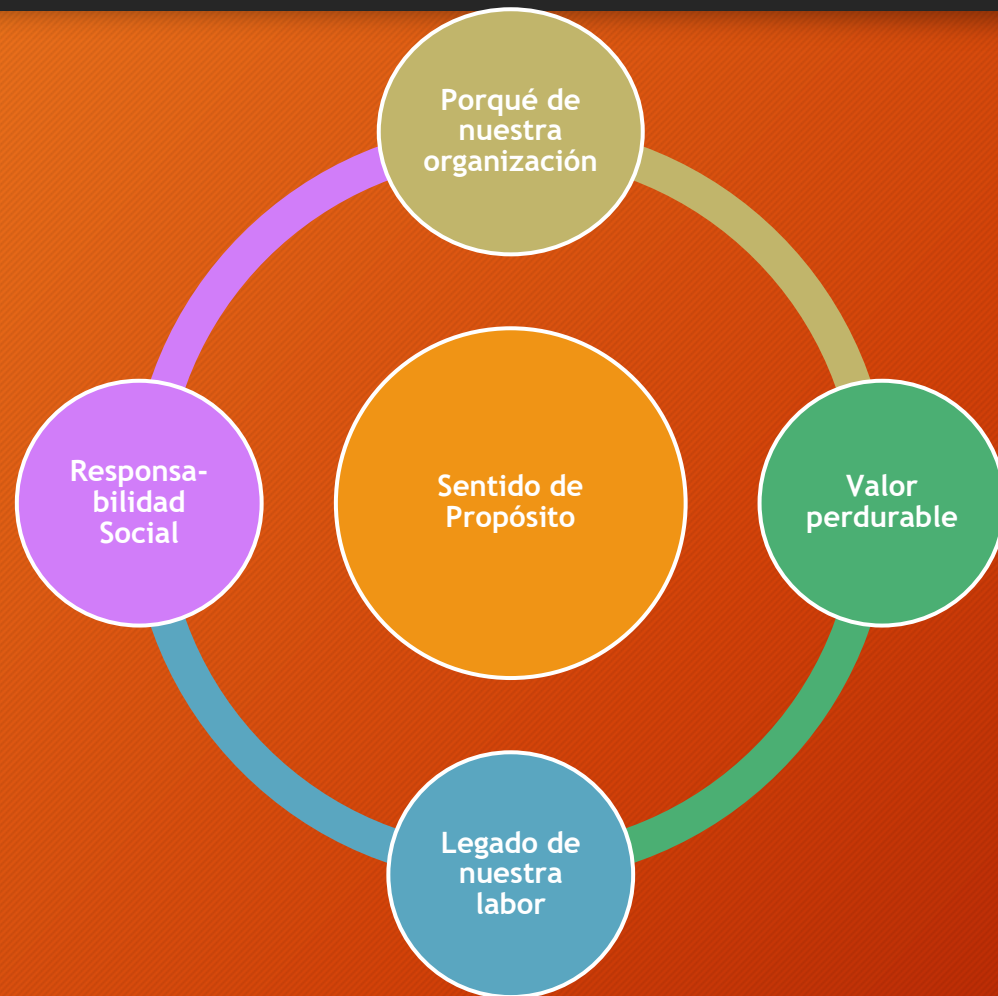 Porqué de
nuestra
organización
Responsa-
bilidad
Social
Sentido de
Propósito
Valor
perdurable
Legado de
nuestra
labor